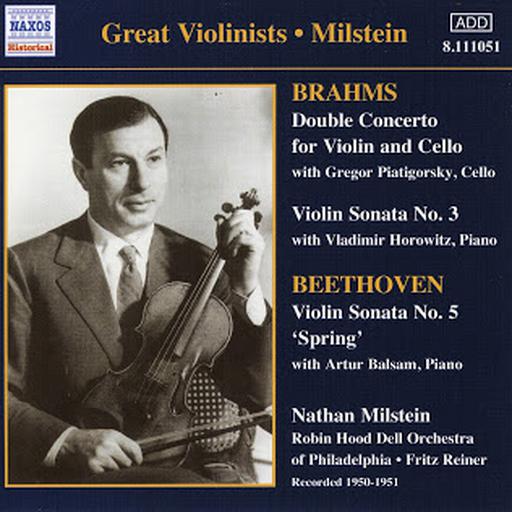 NAXOS
Historical
Great Violinists • Milstein
ADD
8.111051
BRAHMS
Double Concerto
for Violin and Cello
with Gregor Piatigorsky, Cello
Violin Sonata No. 3
with Vladimir Horowitz, Piano
BEETHOVEN
Violin Sonata No. 5
‘Spring’
with Artur Balsam, Piano
Nathan Milstein
Robin Hood Dell Orchestra
of Philadelphia • Fritz Reiner
Recorded 1950-1951